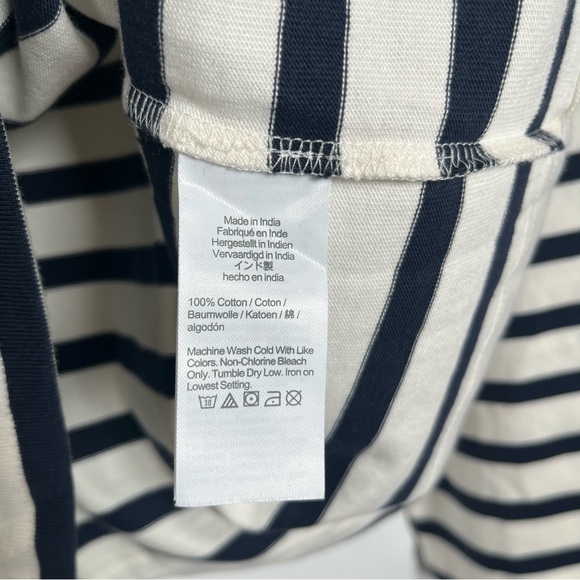 Made in India
Fabriqué en Inde
Hergestellt in Indien
Vervaardigd in India
インド製
hecho en india
100% Cotton / Coton /
Baumwolle / Katoen / 綿 /
algodón
Machine Wash Cold With Like
Colors. Non-Chlorine Bleach
Only. Tumble Dry Low. Iron on
Lowest Setting.
30